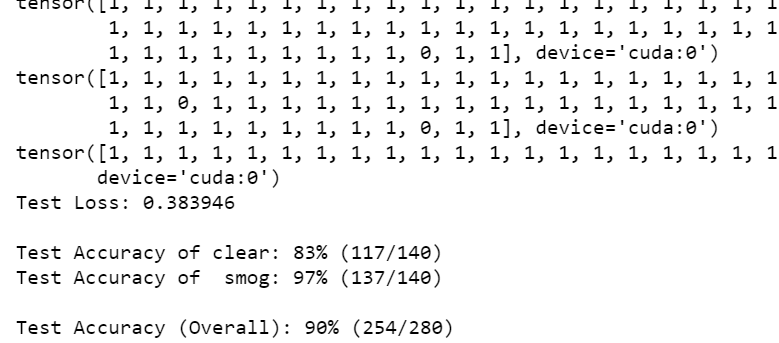 tensor([1, 1, 1, 1, 1, 1, 1, 1, 1, 1, 1, 1, 1, 1, 1, 1, 1, 1, 1, 1
1, 1, 1, 1, 1, 1, 1, 1, 1, 1, 1, 1, 1, 1, 1, 1, 1, 1, 1, 1
1, 1, 1, 1, 1, 1, 1, 1, 1, 0, 1, 1], device='cuda:0')
tensor([1, 1, 1, 1, 1, 1, 1, 1, 1, 1, 1, 1, 1, 1, 1, 1, 1, 1, 1, 1
1, 1, 0, 1, 1, 1, 1, 1, 1, 1, 1, 1, 1, 1, 1, 1, 1, 1, 1, 1
1, 1, 1, 1, 1, 1, 1, 1, 1, 0, 1, 1], device='cuda:0')
tensor([1, 1, 1, 1, 1, 1, 1, 1, 1, 1, 1, 1, 1, 1, 1, 1, 1, 1, 1, 1
device='cuda:0')
Test Loss: 0.383946
Test Accuracy of clear: 83% (117/140)
Test Accuracy of  smog: 97% (137/140)
Test Accuracy (Overall): 90% (254/280)